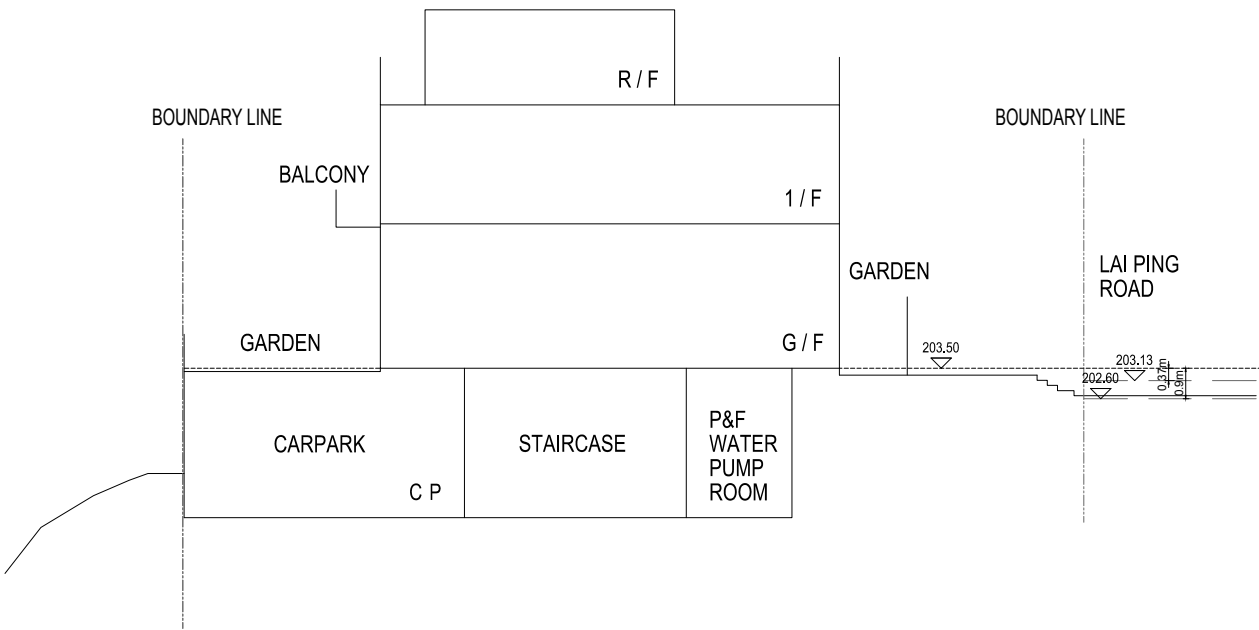 R / F
BOUNDARY LINE
BOUNDARY LINE
BALCONY
1 / F
GARDEN
LAI PING
ROAD
GARDEN
G / F
203.50
203.13
202.60
0.37m
0.9m
CARPARK
STAIRCASE
P&F
WATER
PUMP
ROOM
C P